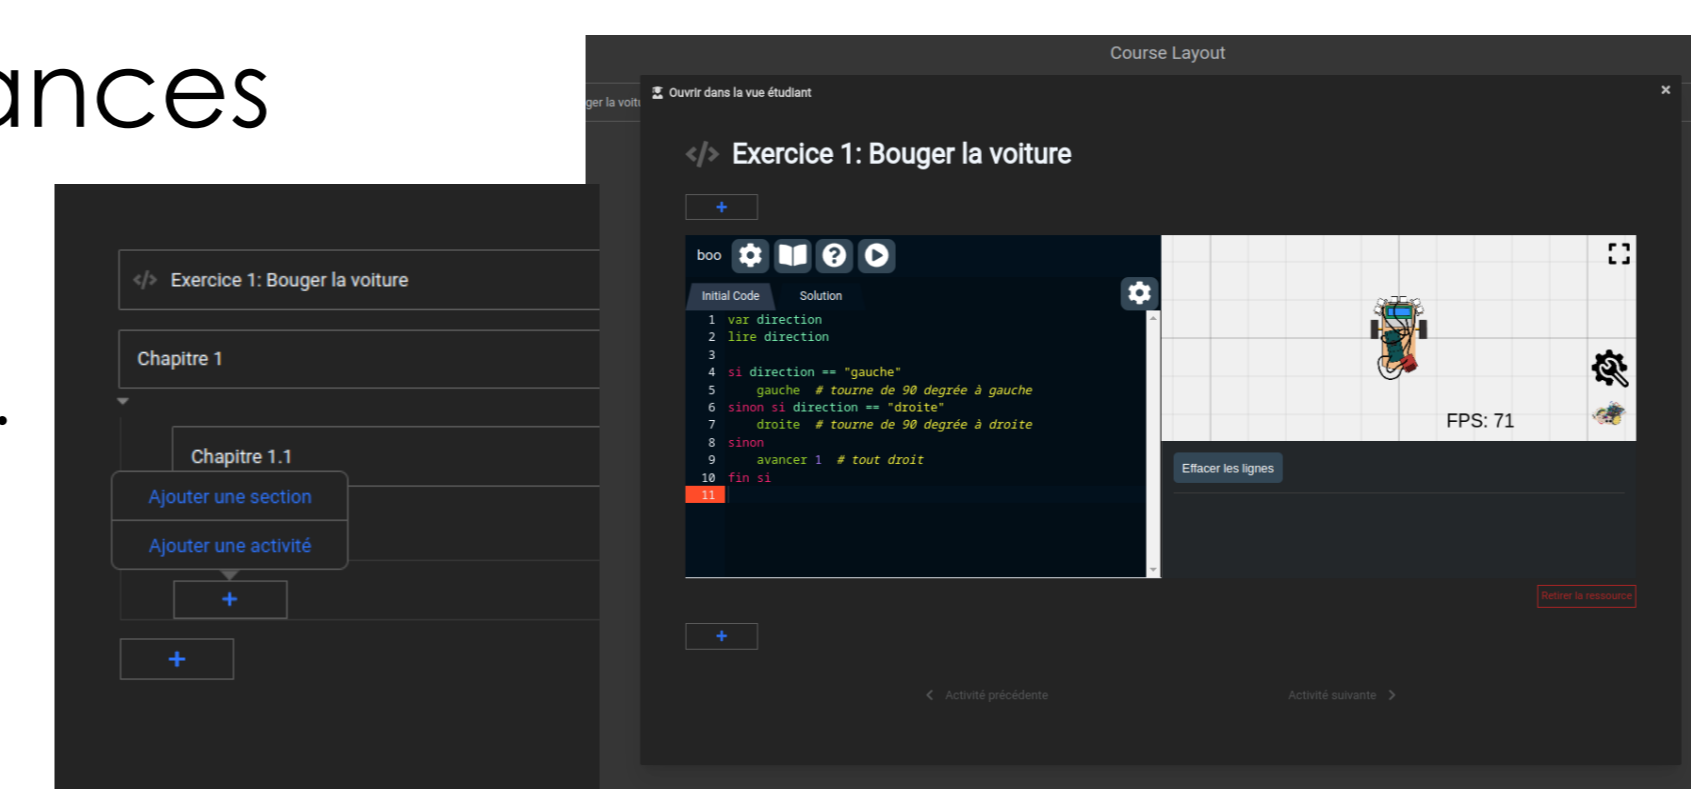 Course Layout
Ouvrir dans la vue étudiant
Exercice 1: Bouger la voiture
+
boo
Initial Code Solution
1 var direction
2 lire direction
3
4 si direction == "gauche"
5 gauche # tourne de 90 degrée à gauche
6 sinon si direction == "droite"
7 droite # tourne de 90 degrée à droite
8 sinon
9 avancer 1 # tout droit
10 fin si
11
FPS: 71
Effacer les lignes
Retirer la ressource
+
Activité précédente
Activité suivante
Exercice 1: Bouger la voiture
Chapitre 1
Chapitre 1.1
Ajouter une section
Ajouter une activité
+
+